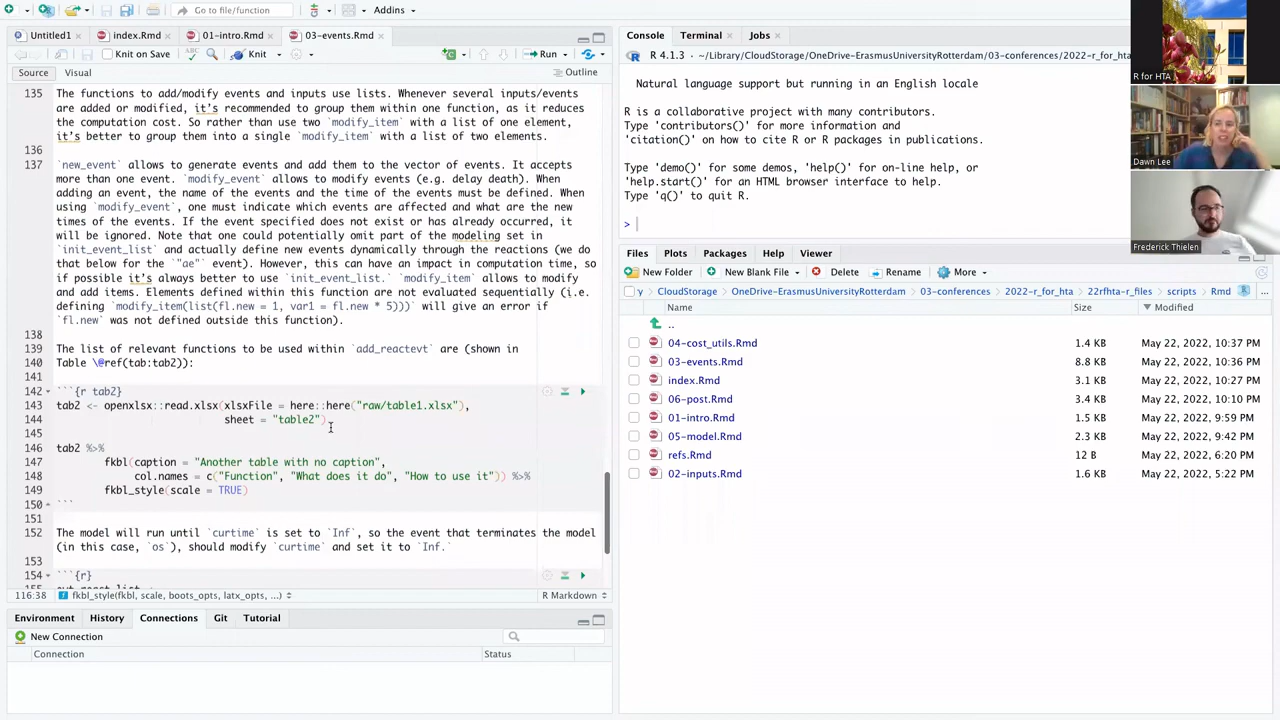 Go to file/function
Addins
Untitled1
index.Rmd
01-intro.Rmd
03-events.Rmd
Knit on Save
Knit
Run
Source
Visual
Outline
135
The functions to add/modify events and inputs use lists. Whenever several inputs/events
are added or modified, it’s recommended to group them within one function, as it reduces
the computation cost. So rather than use two `modify_item` with a list of one element,
it’s better to group them into a single `modify_item` with a list of two elements.
136
137
`new_event` allows to generate events and add them to the vector of events. It accepts
more than one event. `modify_event` allows to modify events (e.g. delay death). When
adding an event, the name of the events and the time of the events must be defined. When
using `modify_event`, one must indicate which events are affected and what are the new
times of the events. If the event specified does not exist or has already ocurred, it
will be ignored. Note that one could potentially omit part of the modeling set in
`init_event_list` and actually define new events dynamically through the reactions (we do
that below for the `"ae"` event). However, this can have an impact in computation time, so
if possible it’s always better to use `init_event_list.` `modify_item` allows to modify
and add items. Elements defined within this function are not evaluated sequentially (i.e.
defining `modify_item(list(fl.new = 1, var1 = fl.new * 5)))` will give an error if
`fl.new` was not defined outside this function).
138
139 The list of relevant functions to be used within `add_reactevt` are (shown in
140 Table \@ref(tab:tab2)):
141
142 ```{r tab2}
143 tab2 <- openxlsx::read.xlsx(xlsxFile = here::here("raw/table1.xlsx"),
144 sheet = "table2")
145
146 tab2 %>%
147 fkbl(caption = "Another table with no caption",
148 col.names = c("Function", "What does it do", "How to use it")) %>%
149 fkbl_style(scale = TRUE)
150 ```
151
152 The model will run until `curtime` is set to `Inf`, so the event that terminates the model
(in this case, `os`), should modify `curtime` and set it to `Inf.`
153
154 ```{r}
116:38
fkbl_style(fkbl, scale, boots_opts, latx_opts, ...)
R Markdown
Environment
History
Connections
Git
Tutorial
New Connection
Connection
Status
Console
Terminal
Jobs
R 4.1.3 · ~/Library/CloudStorage/OneDrive-ErasmusUniversityRotterdam/03-conferences/2022-r_for_hta/
Natural language support but running in an English locale
R is a collaborative project with many contributors.
Type 'contributors()' for more information and
'citation()' on how to cite R or R packages in publications.
Type 'demo()' for some demos, 'help()' for on-line help, or
'help.start()' for an HTML browser interface to help.
Type 'q()' to quit R.
>
Files
Plots
Packages
Help
Viewer
New Folder
New Blank File
Delete
Rename
More
y
CloudStorage
OneDrive-ErasmusUniversityRotterdam
03-conferences
2022-r_for_hta
22rfhta-r_files
scripts
Rmd
...
Name
Size
Modified
..
04-cost_utils.Rmd 1.4 KB May 22, 2022, 10:37 PM
03-events.Rmd 8.8 KB May 22, 2022, 10:36 PM
index.Rmd 3.1 KB May 22, 2022, 10:27 PM
06-post.Rmd 3.4 KB May 22, 2022, 10:10 PM
01-intro.Rmd 1.5 KB May 22, 2022, 9:59 PM
05-model.Rmd 2.3 KB May 22, 2022, 9:42 PM
refs.Rmd 12 B May 22, 2022, 6:20 PM
02-inputs.Rmd 1.6 KB May 22, 2022, 5:22 PM
R for HTA
Dawn Lee
Frederick Thielen